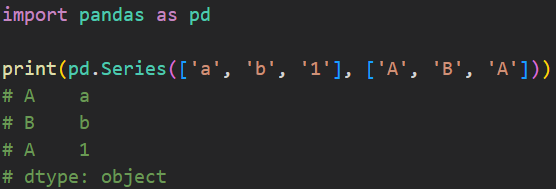 import pandas as pd
print(pd.Series(['a', 'b', '1'], ['A', 'B', 'A']))
# A    a
# B    b
# A    1
# dtype: object